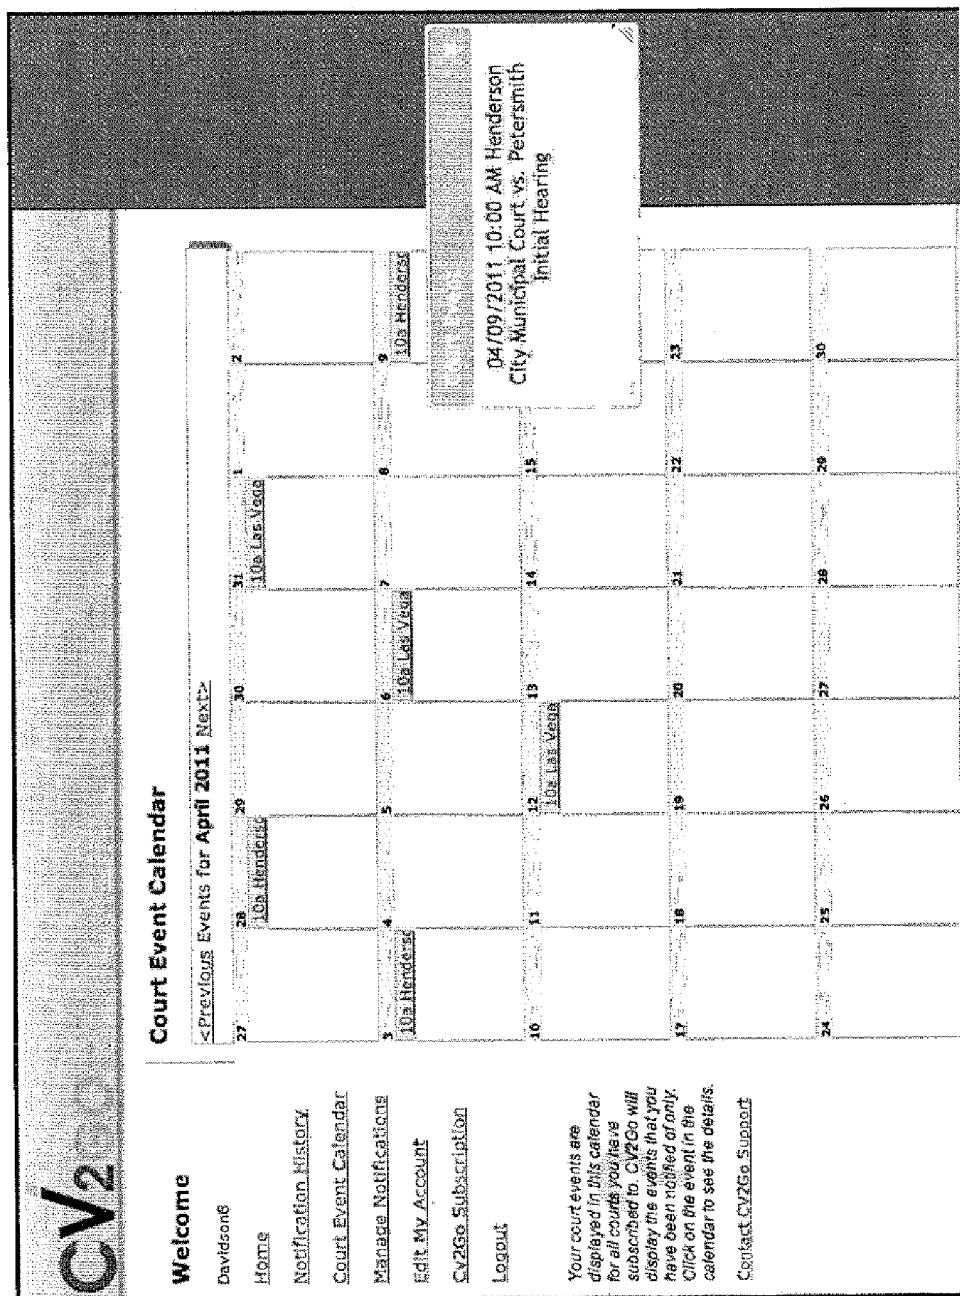 CV2
Welcome
Davidson6
Home
Notification History
Court Event Calendar
Manage Notifications
Edit My Account
CV2Go Subscription
Logout
Your court events are
displayed in this calendar
for all courts you have
subscribed to. CV2Go will
display the events that you
have been notified of only.
Click on the event in the
calendar to see the details.
Contact CV2Go Support
Court Event Calendar
<Previous Events for April 2011 Next>
27 28 29 30 31 1 2
10a Henderso 10a Las Vega
3 4 5 6 7 8 9
10a Henderso 10a Las Vega 10a Henderso
04/09/2011 10:00 AM Henderson
City Municipal Court vs. Petersmith
Initial Hearing
10 11 12 13 14 15
10a Las Vega
17 18 19 20 21 22 23
24 25 26 27 28 29 30